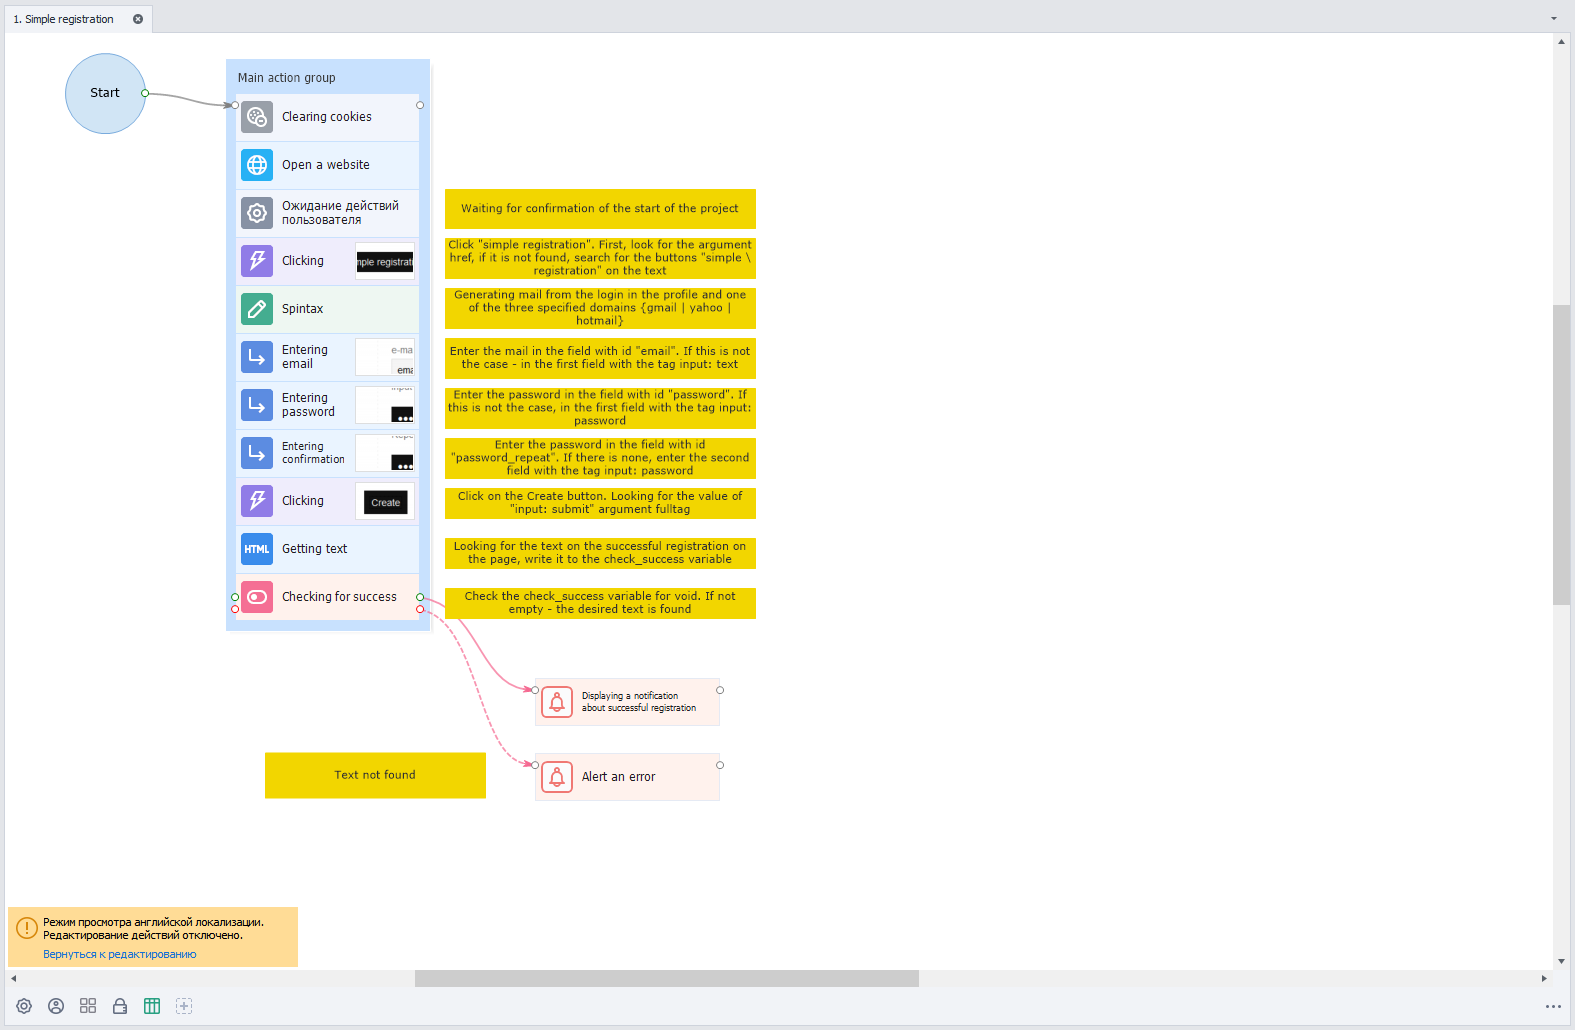 1. Simple registration
Start
Main action group
Clearing cookies
Open a website
Ожидание действий
пользователя
Waiting for confirmation of the start of the project
Clicking
mple registrati
Click "simple registration". First, look for the argument
href, if it is not found, search for the buttons "simple \
registration" on the text
Spintax
Generating mail from the login in the profile and one
of the three specified domains {gmail | yahoo |
hotmail}
Entering
email
e-ma
ema
Enter the mail in the field with id "email". If this is not
the case - in the first field with the tag input: text
Entering
password
Enter the password in the field with id "password". If
this is not the case, in the first field with the tag input:
password
Entering
confirmation
Enter the password in the field with id
"password_repeat". If there is none, enter the second
field with the tag input: password
Clicking
Create
Click on the Create button. Looking for the value of
"input: submit" argument fulltag
HTML
Getting text
Looking for the text on the successful registration on
the page, write it to the check_success variable
Checking for success
Check the check_success variable for void. If not
empty - the desired text is found
Displaying a notification
about successful registration
Text not found
Alert an error
Режим просмотра английской локализации.
Редактирование действий отключено.
Вернуться к редактированию